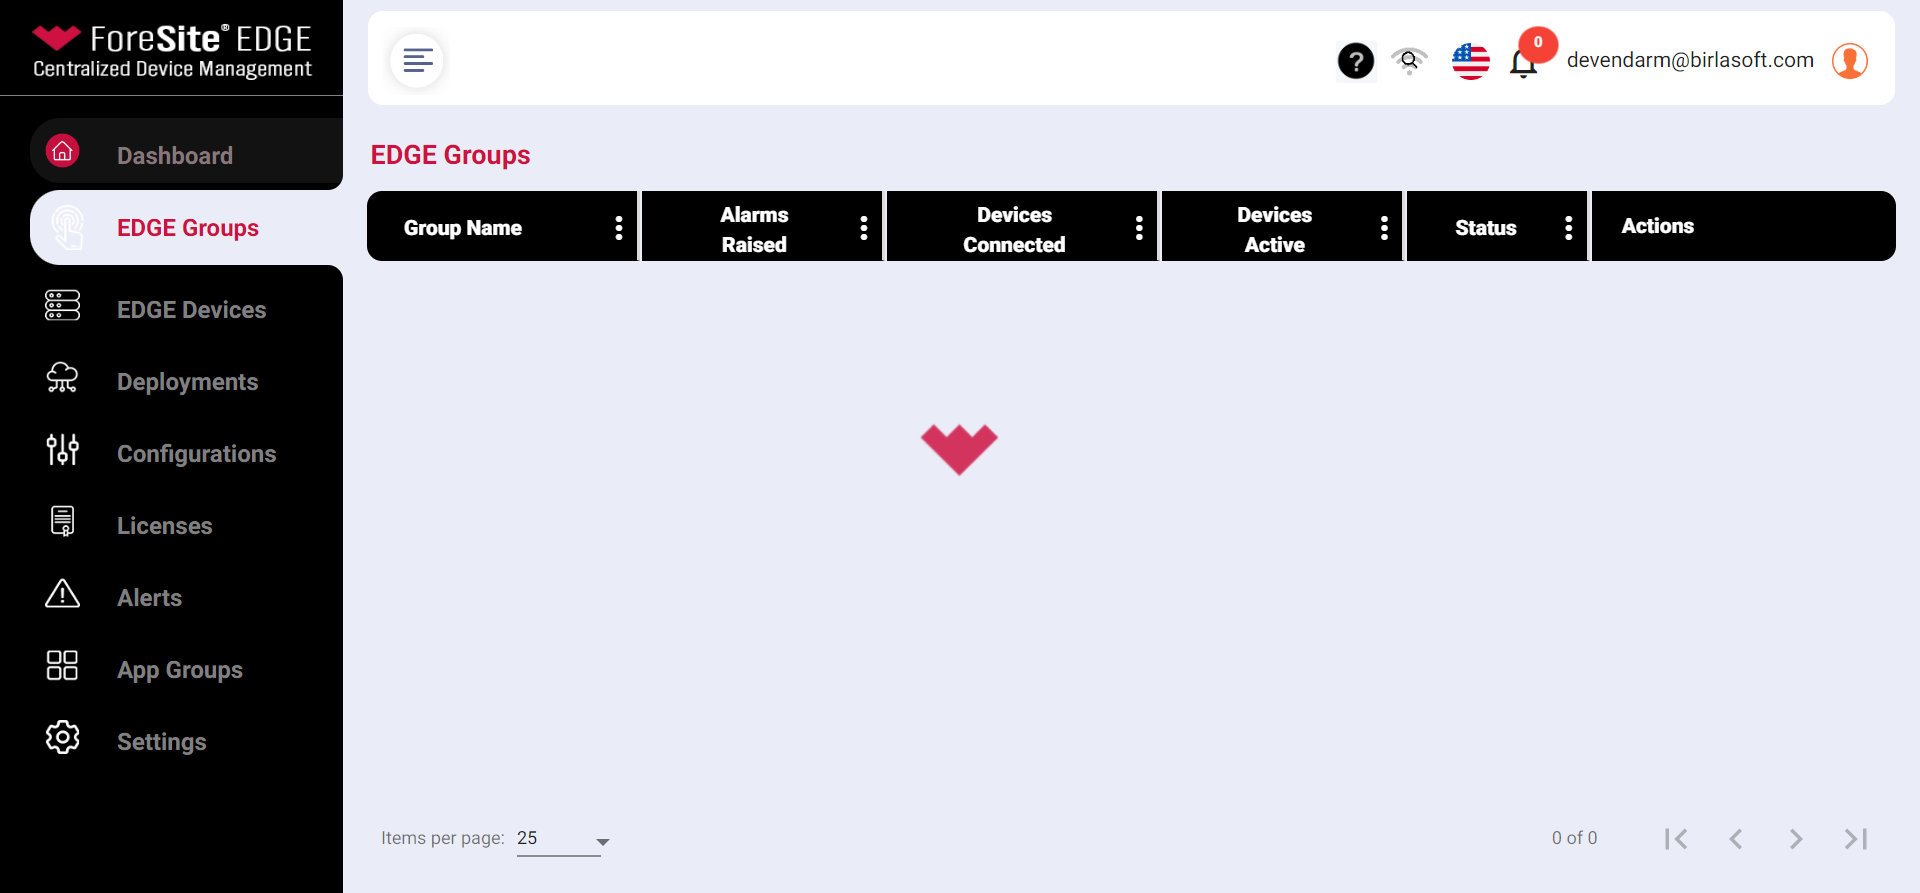 ForeSite® EDGE
Centralized Device Management
0
devendarm@birlasoft.com
Dashboard
EDGE Groups
EDGE Devices
Deployments
Configurations
Licenses
Alerts
App Groups
Settings
EDGE Groups
Group Name
Alarms
Raised
Devices
Connected
Devices
Active
Status
Actions
Items per page: 25
0 of 0